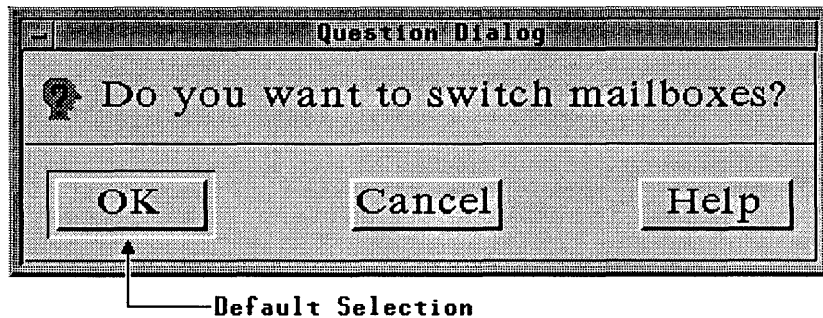 Question Dialog
Do you want to switch mailboxes?
OK Cancel Help
Default Selection